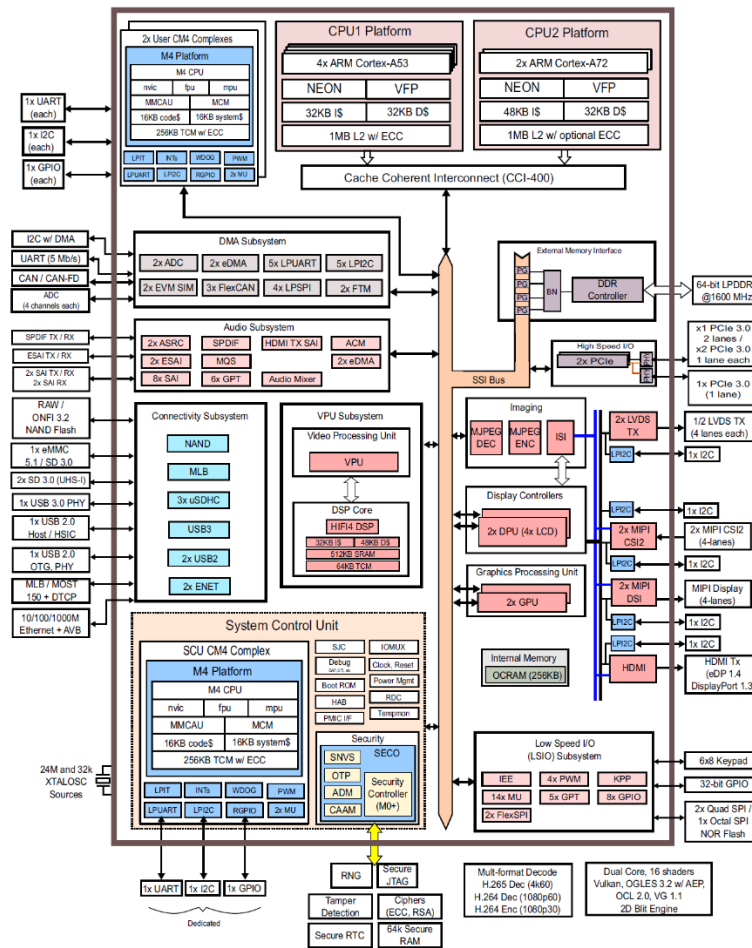 2x User CM4 Complexes
M4 Platform
M4 CPU
nvic fpu mpu
MMCAU MCM
16KB code$ 16KB system$
256KB TCM w/ ECC
LPIT INTs WDOG PWM
LPUART LPI2C RGPIO 2x MU
1x UART
(each)
1x I2C
(each)
1x GPIO
(each)
CPU1 Platform
4x ARM Cortex-A53
NEON VFP
32KB I$ 32KB D$
1MB L2 w/ ECC
CPU2 Platform
2x ARM Cortex-A72
NEON VFP
48KB I$ 32KB D$
1MB L2 w/ optional ECC
Cache Coherent Interconnect (CCI-400)
I2C w/ DMA
UART (5 Mb/s)
CAN / CAN-FD
ADC
(4 channels each)
DMA Subsystem
2x ADC 2x eDMA 5x LPUART 5x LPI2C
2x EVM SIM 3x FlexCAN 4x LPSPI 2x FTM
External Memory Interface
PG
PG
PG
PG
BN
DDR
Controller
64-bit LPDDR
@1600 MHz
SPDIF TX / RX
ESAI TX / RX
2x SAI TX / RX
2x SAI RX
Audio Subsystem
2x ASRC SPDIF HDMI TX SAI ACM
2x ESAI MQS 2x eDMA
8x SAI 6x GPT Audio Mixer
SSI Bus
High Speed I/O
2x PCIe
PHY
PHY
x1 PCIe 3.0
2 lanes /
x2 PCIe 3.0
1 lane each
1x PCIe 3.0
(1 lane)
RAW /
ONFI 3.2
NAND Flash
1x eMMC
5.1 / SD 3.0
2x SD 3.0 (UHS-I)
1x USB 3.0 PHY
1x USB 2.0
Host / HSIC
1x USB 2.0
OTG, PHY
MLB / MOST
150 + DTCP
10/100/1000M
Ethernet + AVB
Connectivity Subsystem
NAND
MLB
3x uSDHC
USB3
2x USB2
2x ENET
VPU Subsystem
Video Processing Unit
VPU
DSP Core
HIFI4 DSP
32KB I$ 48KB D$
512KB SRAM
64KB TCM
Imaging
MJPEG
DEC
MJPEG
ENC
ISI
Display Controllers
2x DPU (4x LCD)
Graphics Processing Unit
2x GPU
Internal Memory
OCRAM (256KB)
2x LVDS
TX
LPI2C
LPI2C
2x MIPI
CSI2
LPI2C
2x MIPI
DSI
LPI2C
LPI2C
HDMI
1/2 LVDS TX
(4 lanes each)
1x I2C
1x I2C
2x MIPI CSI2
(4-lanes)
1x I2C
MIPI Display
(4-lanes)
1x I2C
1x I2C
HDMI Tx
(eDP 1.4
DisplayPort 1.3)
System Control Unit
SCU CM4 Complex
M4 Platform
M4 CPU
nvic fpu mpu
MMCAU MCM
16KB code$ 16KB system$
256KB TCM w/ ECC
LPIT INTs WDOG PWM
LPUART LPI2C RGPIO 2x MU
SJC IOMUX
Debug Clock, Reset
Boot ROM Power Mgmt
HAB RDC
PMIC I/F Tempmon
Security
SECO
SNVS
OTP
ADM
CAAM
Security
Controller
(M0+)
24M and 32k
XTALOSC
Sources
1x UART 1x I2C 1x GPIO
Dedicated
Low Speed I/O
(LSIO) Subsystem
IEE 4x PWM KPP
14x MU 5x GPT 8x GPIO
2x FlexSPI
6x8 Keypad
32-bit GPIO
2x Quad SPI /
1x Octal SPI
NOR Flash
RNG
Secure
JTAG
Tamper
Detection
Ciphers
(ECC, RSA)
Secure RTC
64k Secure
RAM
Mult-format Decode
H.265 Dec (4k60)
H.264 Dec (1080p60)
H.264 Enc (1080p30)
Dual Core, 16 shaders
Vulkan, OGLES 3.2 w/ AEP,
OCL 2.0, VG 1.1
2D Blit Engine